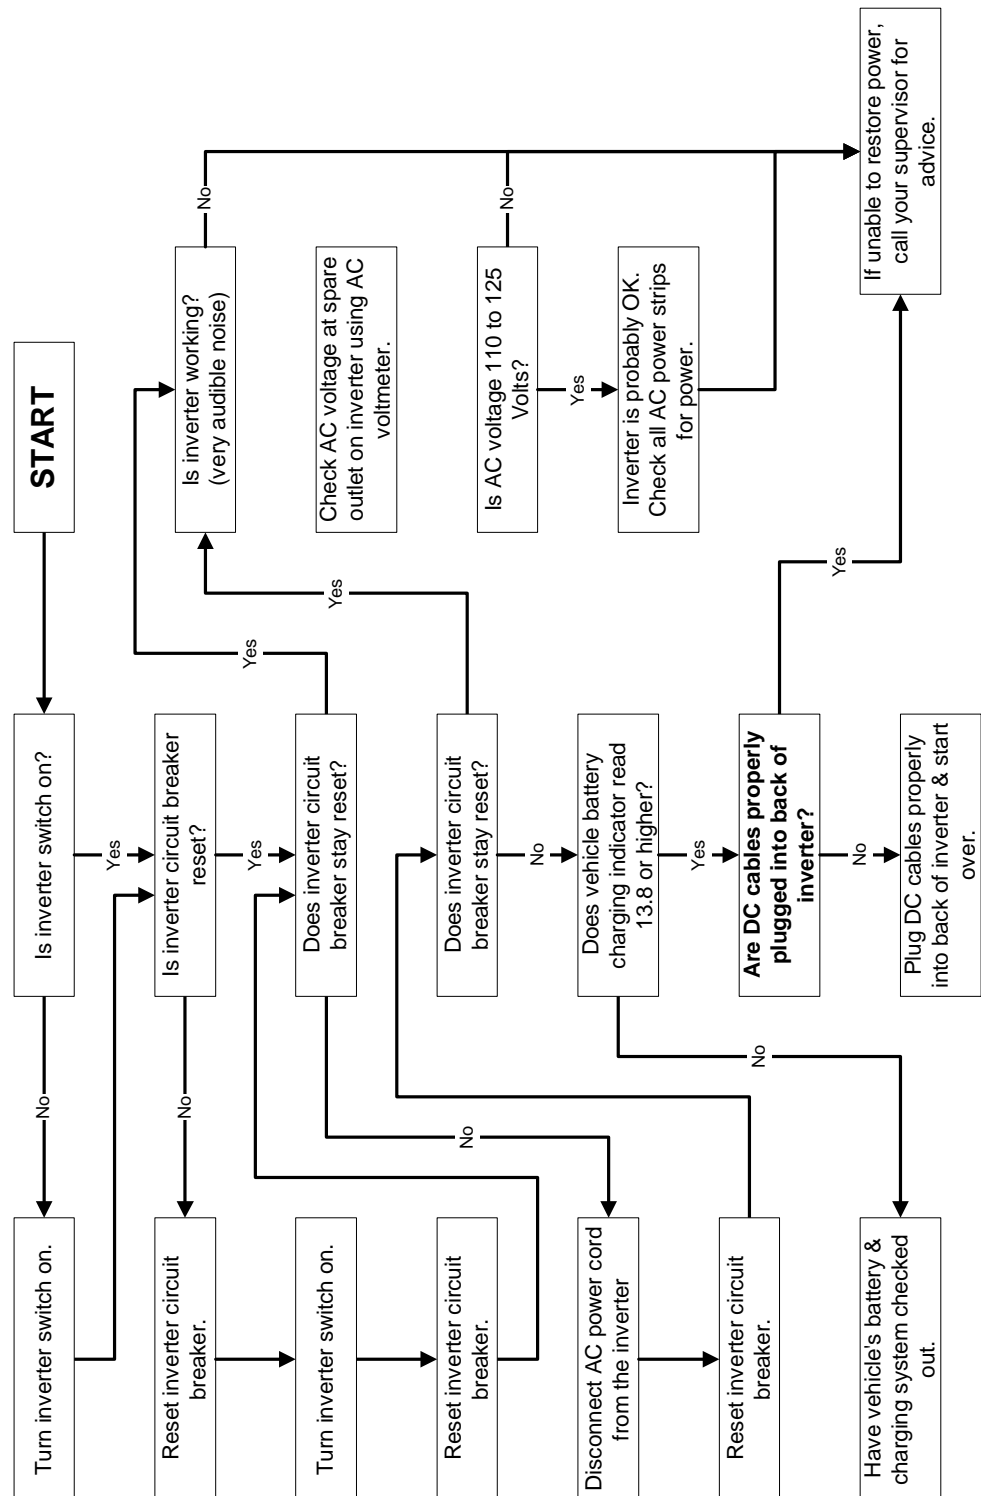 START
Is inverter switch on?
No
Yes
Turn inverter switch on.
Is inverter circuit breaker
reset?
No
Yes
Reset inverter circuit
breaker.
Turn inverter switch on.
Reset inverter circuit
breaker.
Does inverter circuit
breaker stay reset?
Yes
No
Disconnect AC power cord
from the inverter
Reset inverter circuit
breaker.
Does inverter circuit
breaker stay reset?
Yes
No
Does vehicle battery
charging indicator read
13.8 or higher?
No
Yes
Have vehicle's battery &
charging system checked
out.
Are DC cables properly
plugged into back of
inverter?
Yes
No
Plug DC cables properly
into back of inverter & start
over.
Is inverter working?
(very audible noise)
No
Check AC voltage at spare
outlet on inverter using AC
voltmeter.
Is AC voltage 110 to 125
Volts?
No
Yes
Inverter is probably OK.
Check all AC power strips
for power.
If unable to restore power,
call your supervisor for
advice.